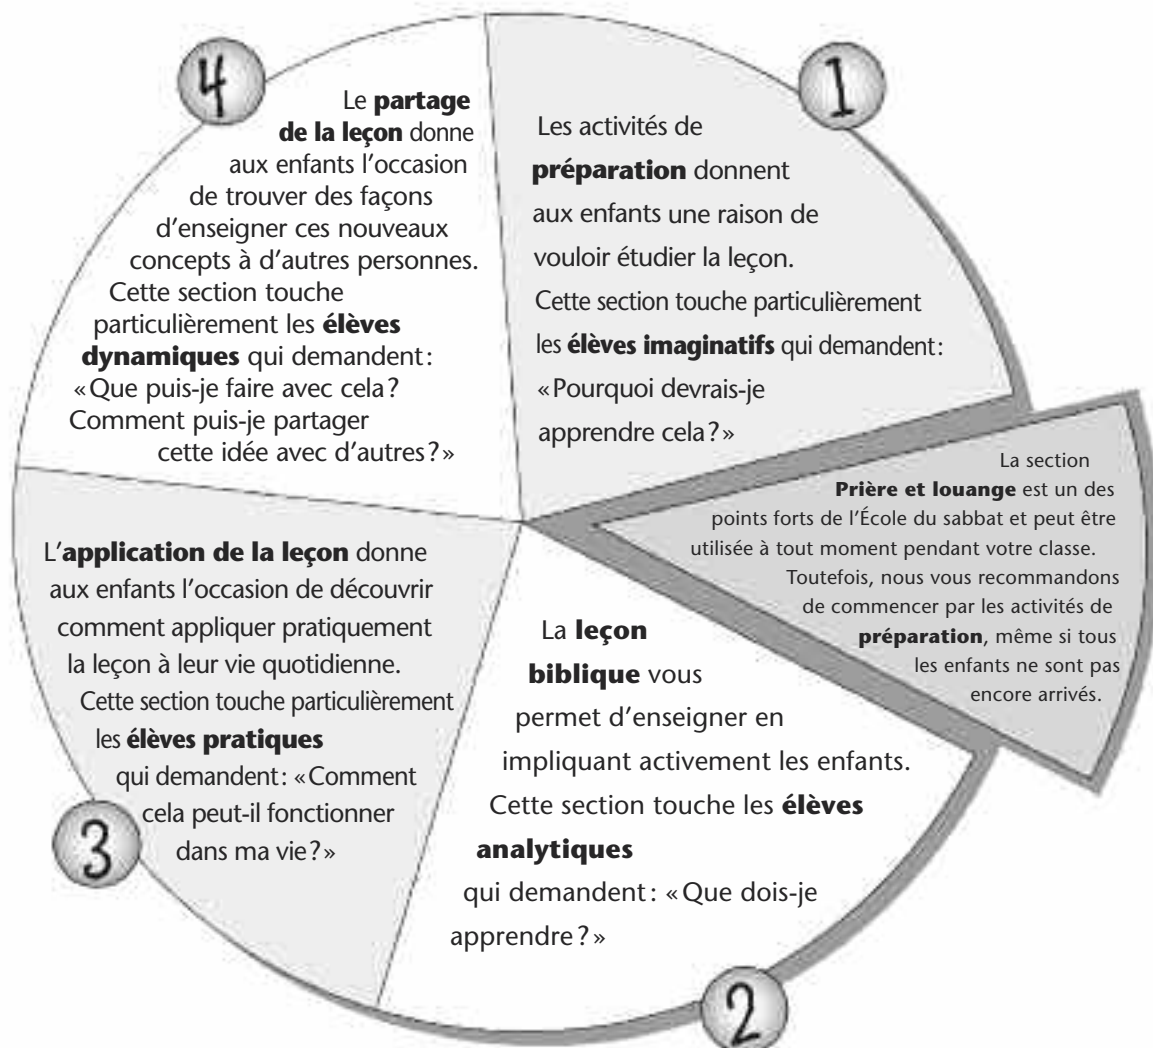 1
Les activités de
préparation donnent
aux enfants une raison de
vouloir étudier la leçon.
Cette section touche particulièrement
les élèves imaginatifs qui demandent:
«Pourquoi devrais-je
apprendre cela?»
La section
Prière et louange est un des
points forts de l'École du sabbat et peut être
utilisée à tout moment pendant votre classe.
Toutefois, nous vous recommandons
de commencer par les activités de
préparation, même si tous
les enfants ne sont pas
encore arrivés.
2
La leçon
biblique vous
permet d'enseigner en
impliquant activement les enfants.
Cette section touche les élèves
analytiques
qui demandent: «Que dois-je
apprendre?»
3
L'application de la leçon donne
aux enfants l'occasion de découvrir
comment appliquer pratiquement
la leçon à leur vie quotidienne.
Cette section touche particulièrement
les élèves pratiques
qui demandent: «Comment
cela peut-il fonctionner
dans ma vie?»
4
Le partage
de la leçon donne
aux enfants l'occasion
de trouver des façons
d'enseigner ces nouveaux
concepts à d'autres personnes.
Cette section touche
particulièrement les élèves
dynamiques qui demandent:
«Que puis-je faire avec cela?
Comment puis-je partager
cette idée avec d'autres?»